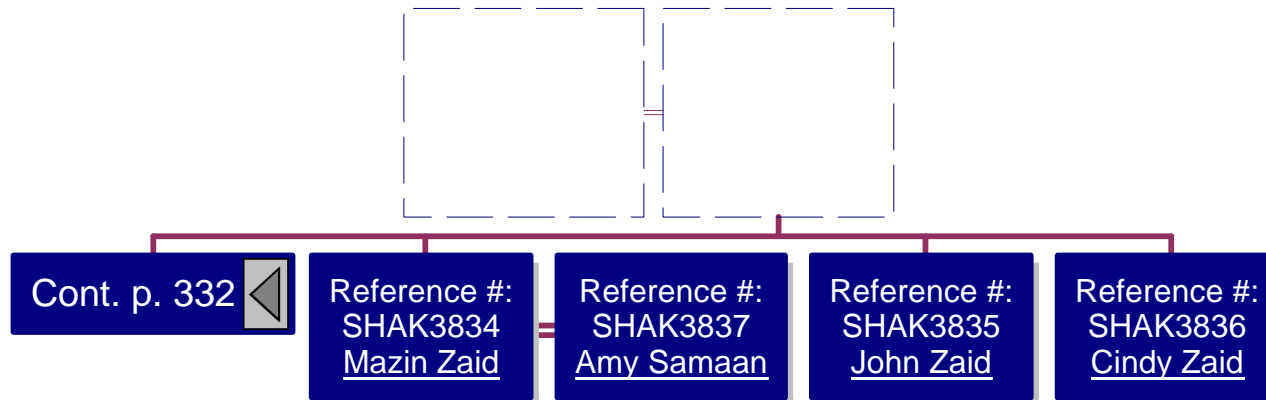 Cont. p. 332
Reference #:
SHAK3834
Mazin Zaid
Reference #:
SHAK3837
Amy Samaan
Reference #:
SHAK3835
John Zaid
Reference #:
SHAK3836
Cindy Zaid